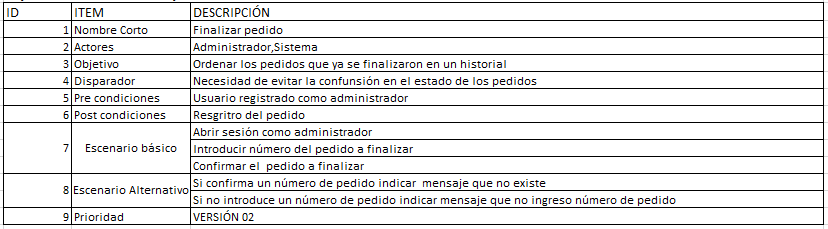 ID ITEM DESCRIPCIÓN
1 Nombre Corto Finalizar pedido
2 Actores Administrador,Sistema
3 Objetivo Ordenar los pedidos que ya se finalizaron en un historial
4 Disparador Necesidad de evitar la confunsión en el estado de los pedidos
5 Pre condiciones Usuario registrado como administrador
6 Post condiciones Resgritro del pedido
7 Escenario básico Abrir sesión como administrador
Introducir número del pedido a finalizar
Confirmar el pedido a finalizar
8 Escenario Alternativo Si confirma un número de pedido indicar mensaje que no existe
Si no introduce un número de pedido indicar mensaje que no ingreso número de pedido
9 Prioridad VERSIÓN 02